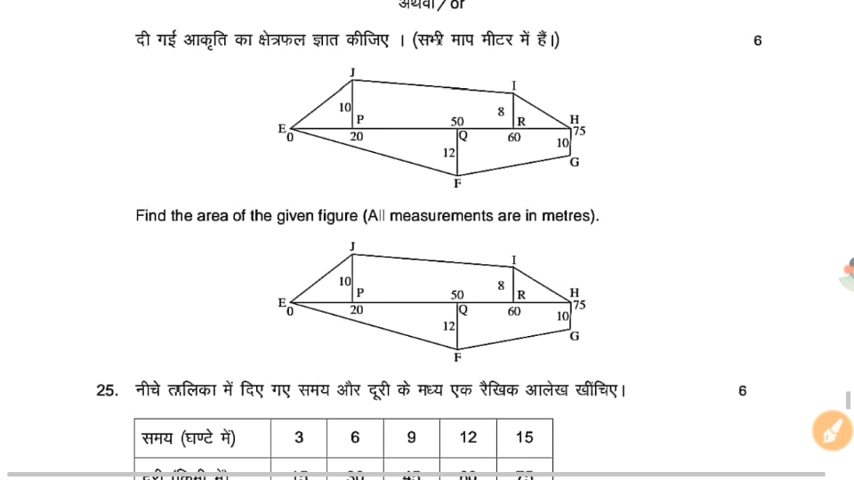 अथवा / or
दी गई आकृति का क्षेत्रफल ज्ञात कीजिए । (सभी माप मीटर में हैं।) 6
J
I
10 P 50 8 R H
E 75
0 20 Q 60 10
12 G
F
Find the area of the given figure (All measurements are in metres).
J
I
10 P 50 8 R H
E 75
0 20 Q 60 10
12 G
F
25. नीचे तालिका में दिए गए समय और दूरी के मध्य एक रैखिक आलेख खींचिए। 6
समय (घण्टे में) 3 6 9 12 15